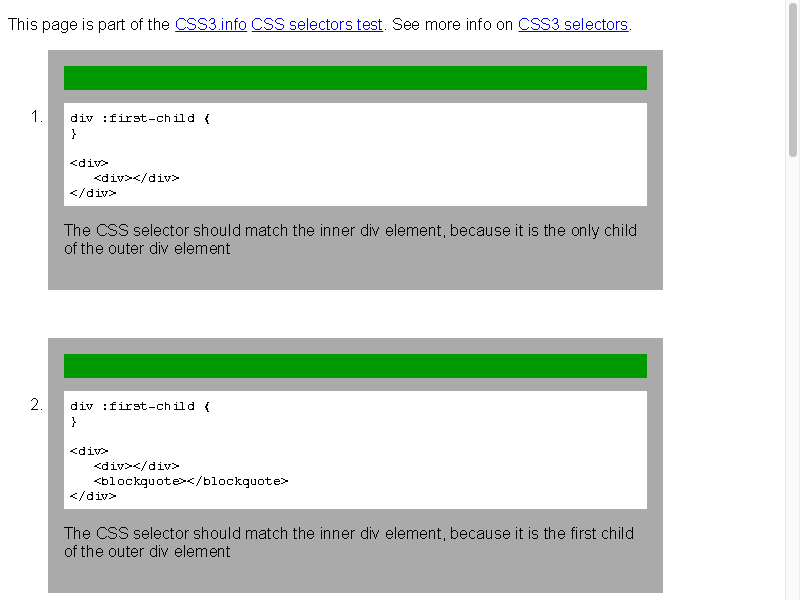 This page is part of the CSS3.info CSS selectors test. See more info on CSS3 selectors.
1.
div :first-child {
}
<div>
<div></div>
</div>
The CSS selector should match the inner div element, because it is the only child
of the outer div element
2.
div :first-child {
}
<div>
<div></div>
<blockquote></blockquote>
</div>
The CSS selector should match the inner div element, because it is the first child
of the outer div element